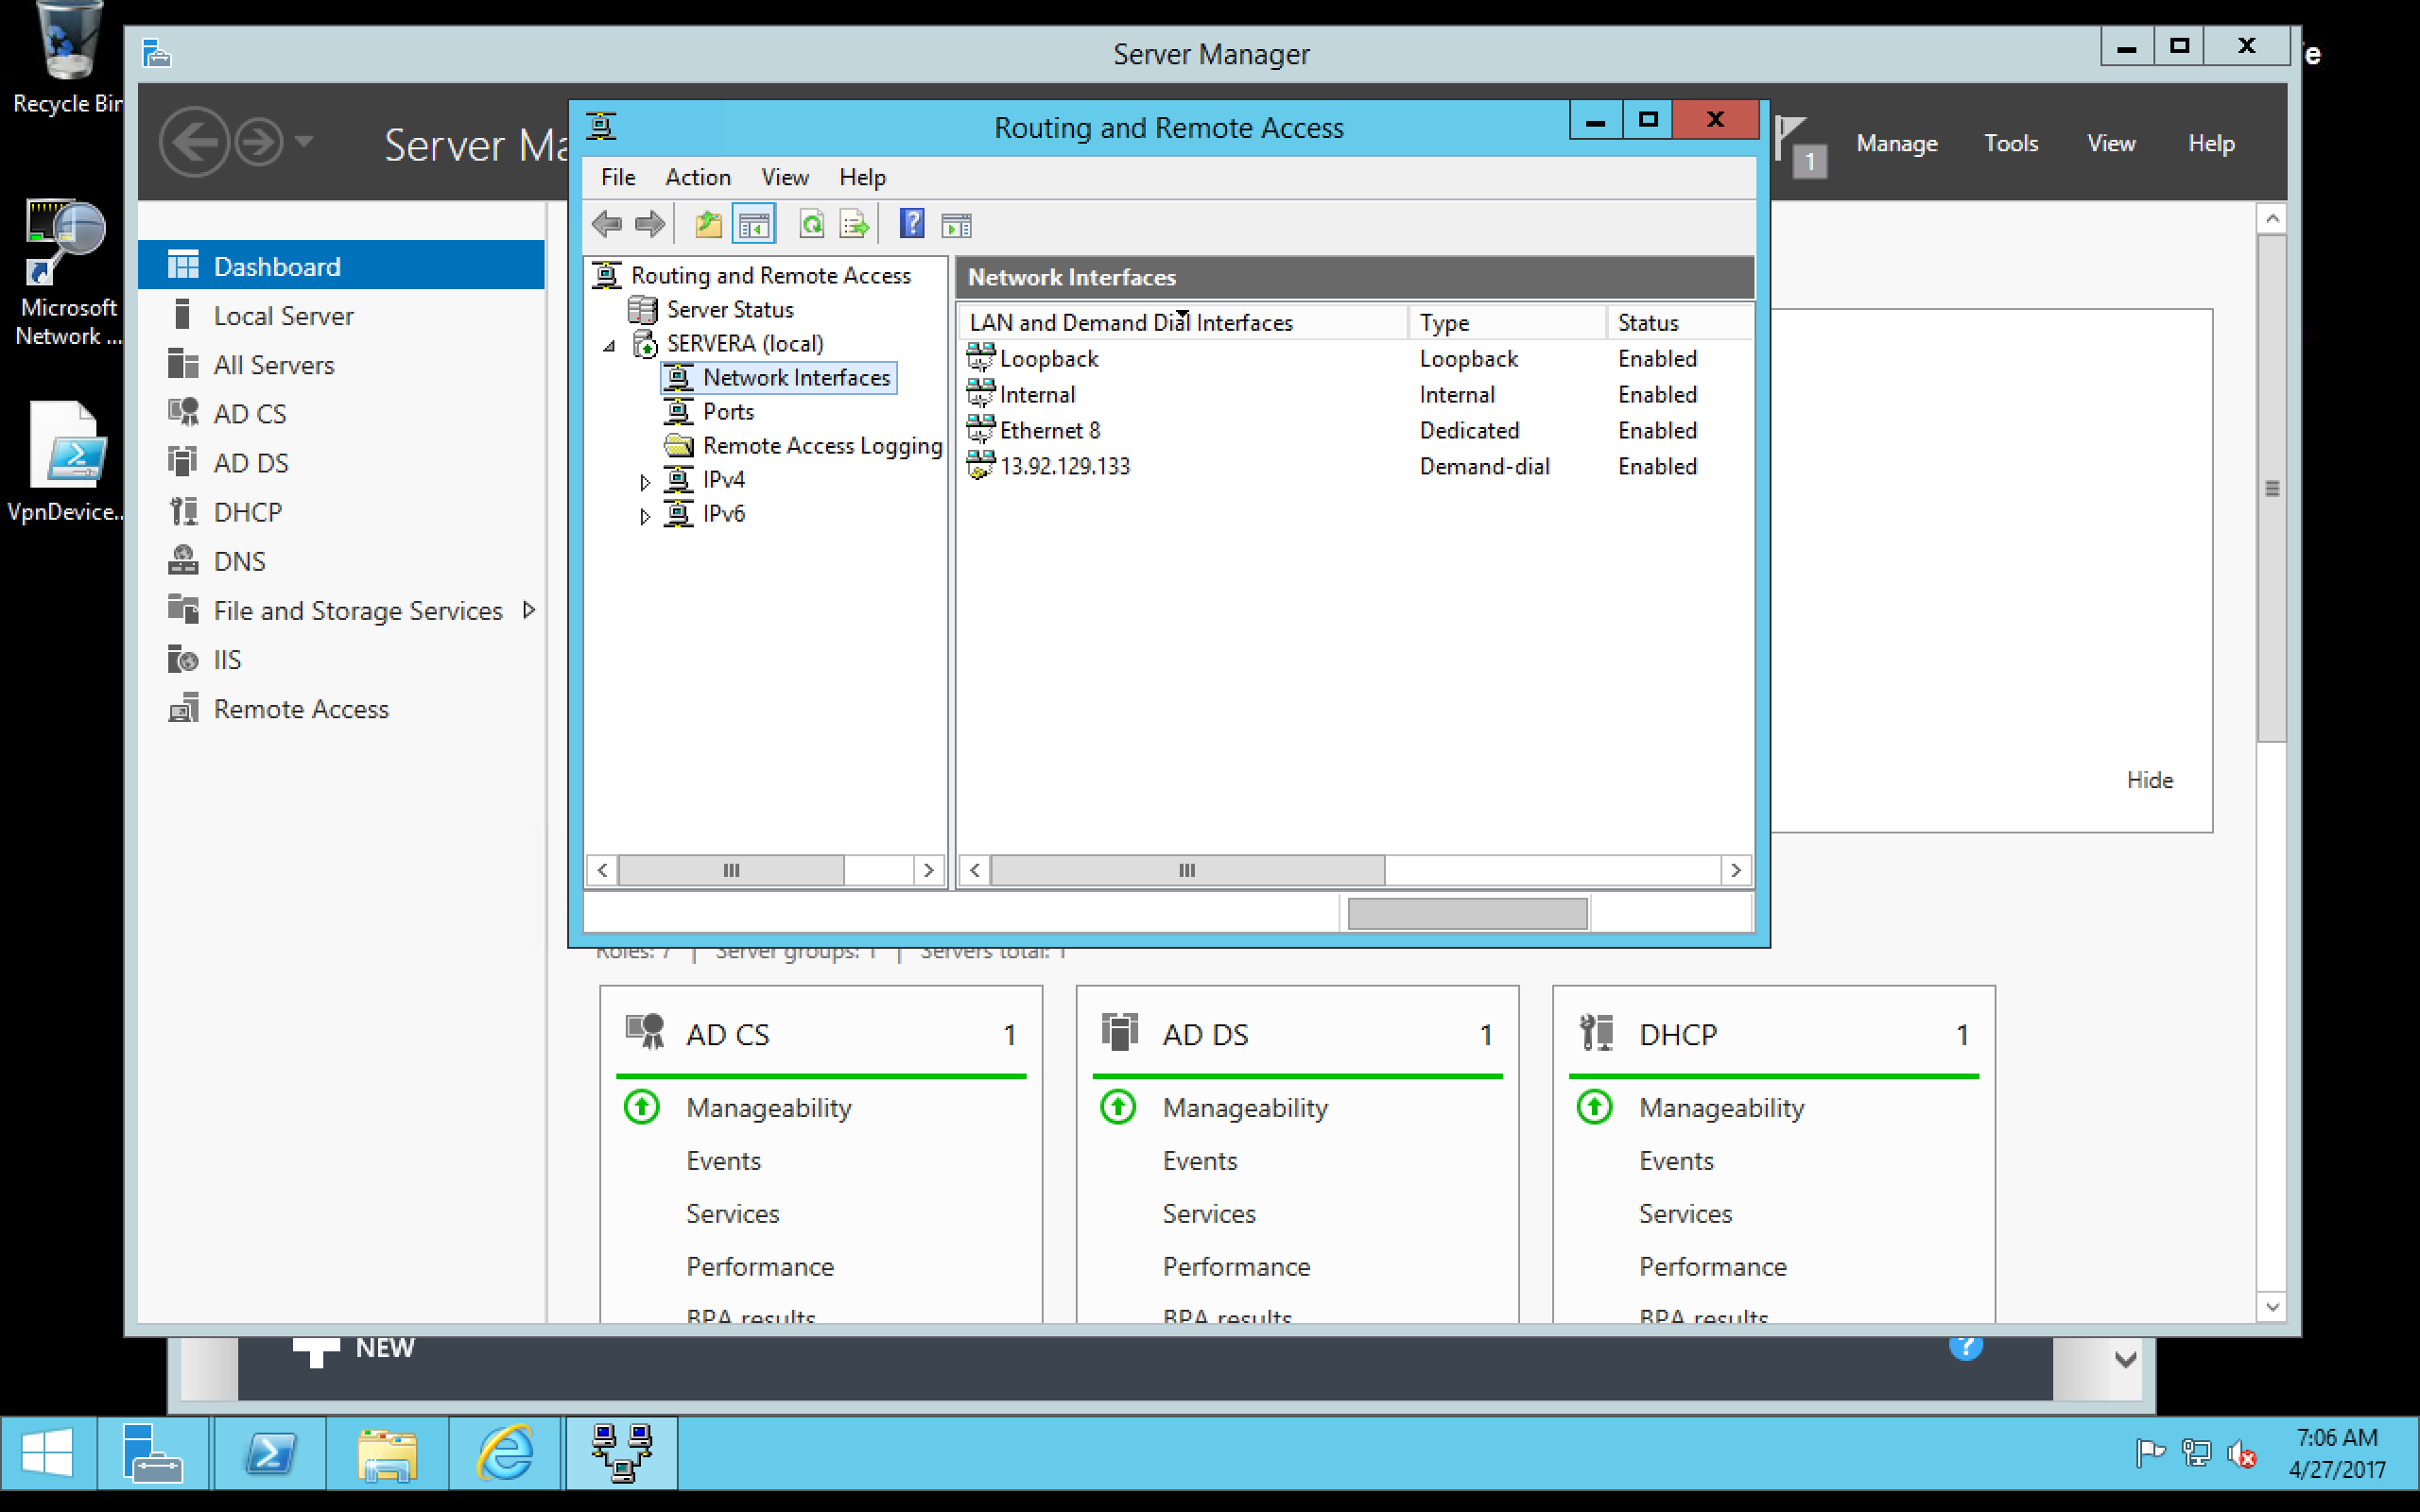 Recycle Bin
Microsoft
Network ...
VpnDevice...
Server Manager
e
Server Ma
1
Manage
Tools
View
Help
Dashboard
Local Server
All Servers
AD CS
AD DS
DHCP
DNS
File and Storage Services
IIS
Remote Access
Routing and Remote Access
File
Action
View
Help
Routing and Remote Access
Server Status
SERVERA (local)
Network Interfaces
Ports
Remote Access Logging
IPv4
IPv6
Network Interfaces
LAN and Demand Dial Interfaces Type Status
Loopback Loopback Enabled
Internal Internal Enabled
Ethernet 8 Dedicated Enabled
13.92.129.133 Demand-dial Enabled
Hide
Roles: 7 | Server groups: 1 | Servers total: 1
AD CS 1
Manageability
Events
Services
Performance
BPA results
AD DS 1
Manageability
Events
Services
Performance
BPA results
DHCP 1
Manageability
Events
Services
Performance
BPA results
NEW
7:06 AM
4/27/2017